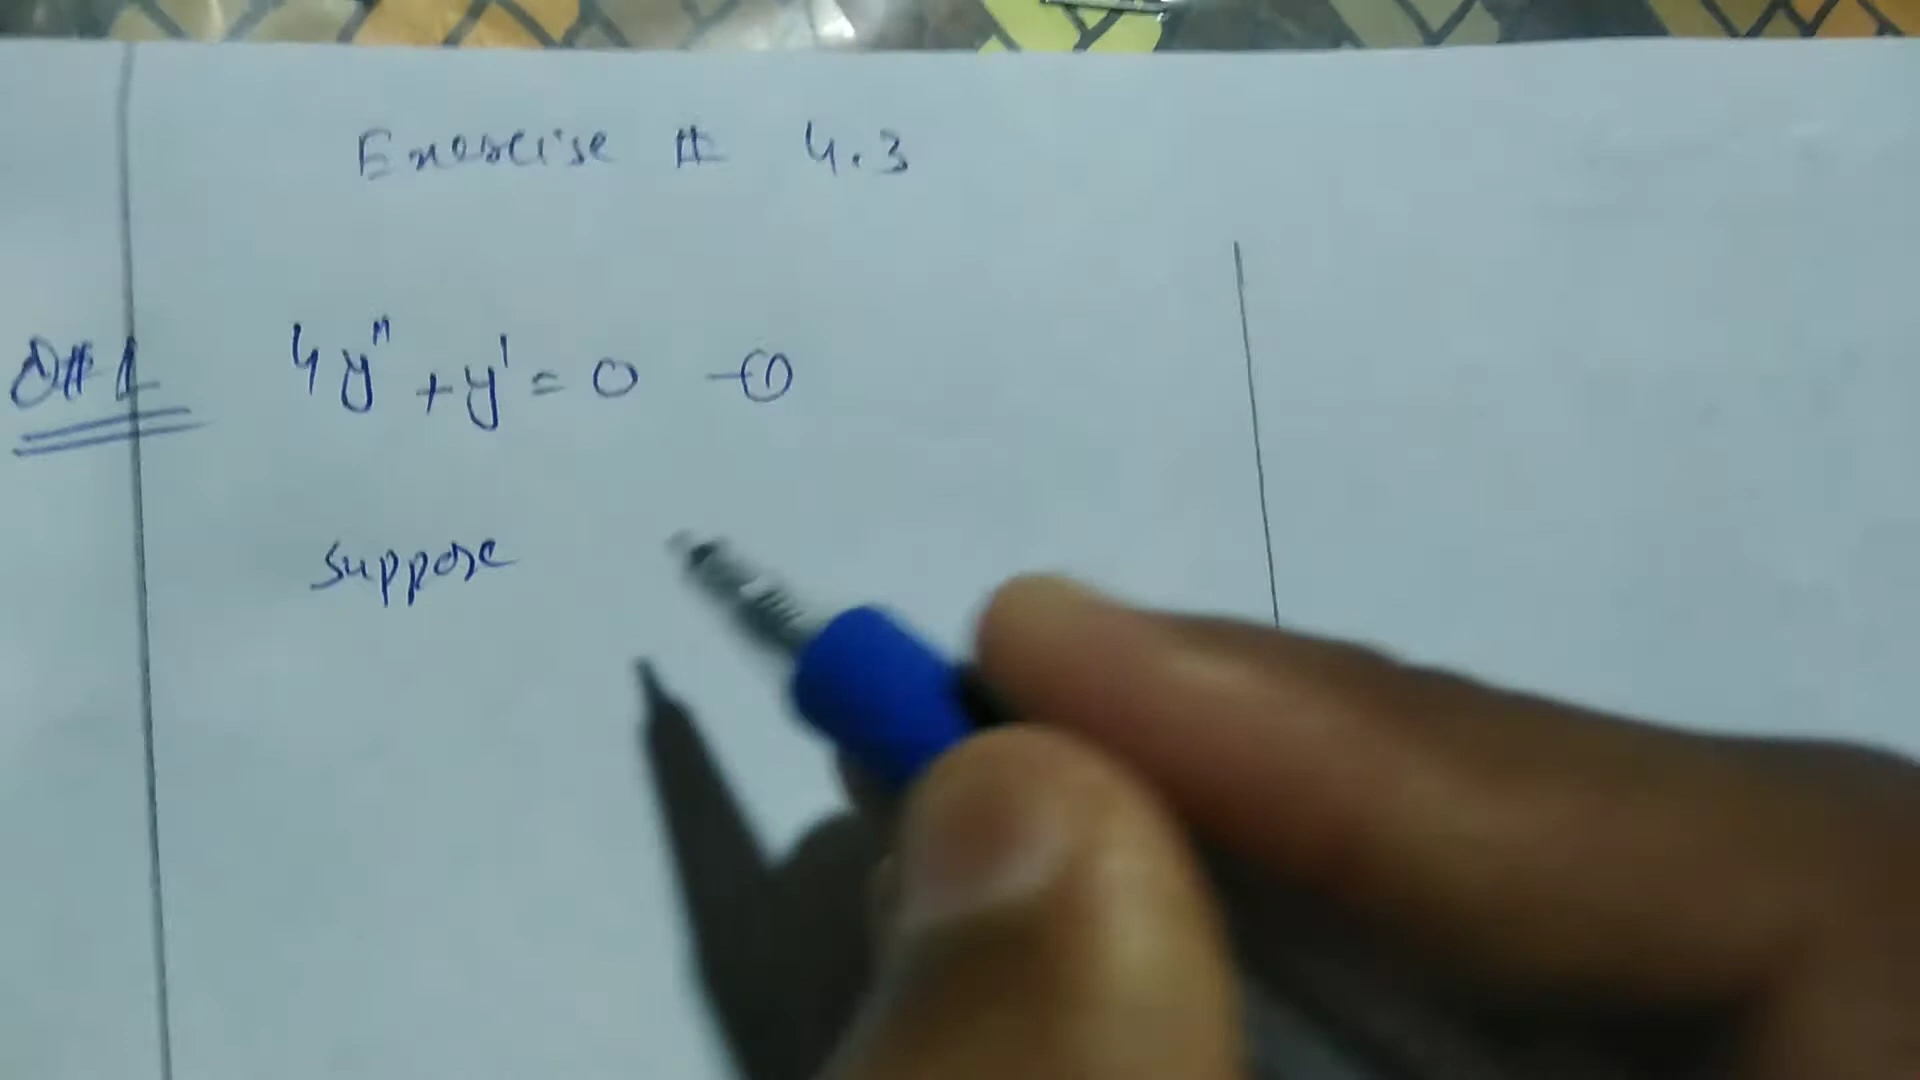 Exercise # 4.3
Q#1 4y" + y' = 0 —①
suppose